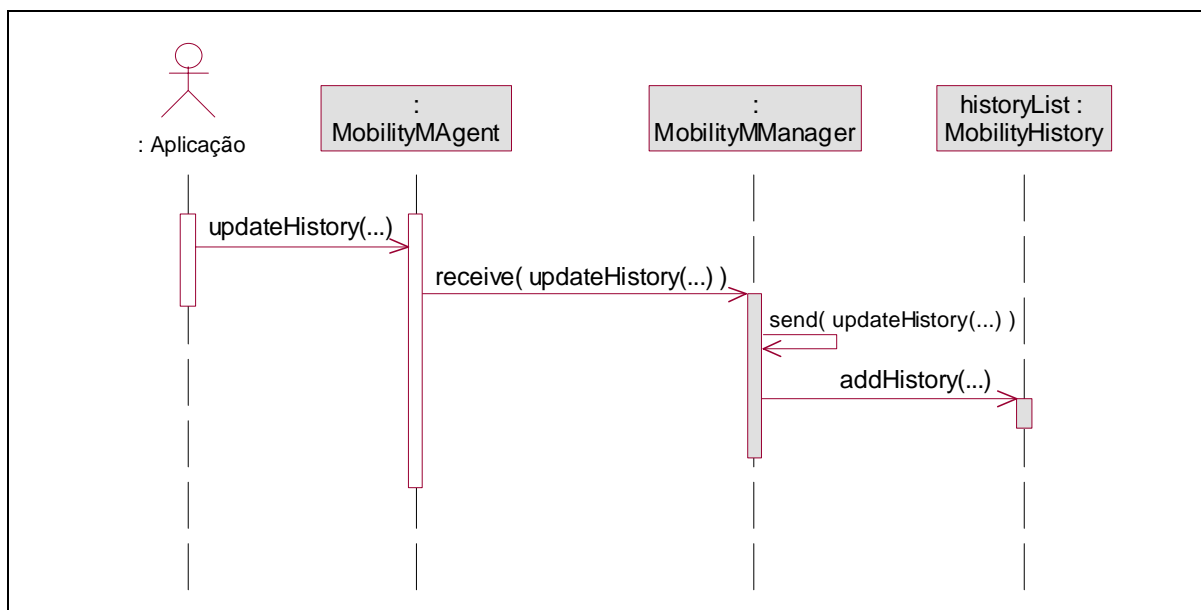 : Aplicação
:
MobilityMAgent
:
MobilityMManager
historyList :
MobilityHistory
updateHistory(...)
receive( updateHistory(...) )
send( updateHistory(...) )
addHistory(...)